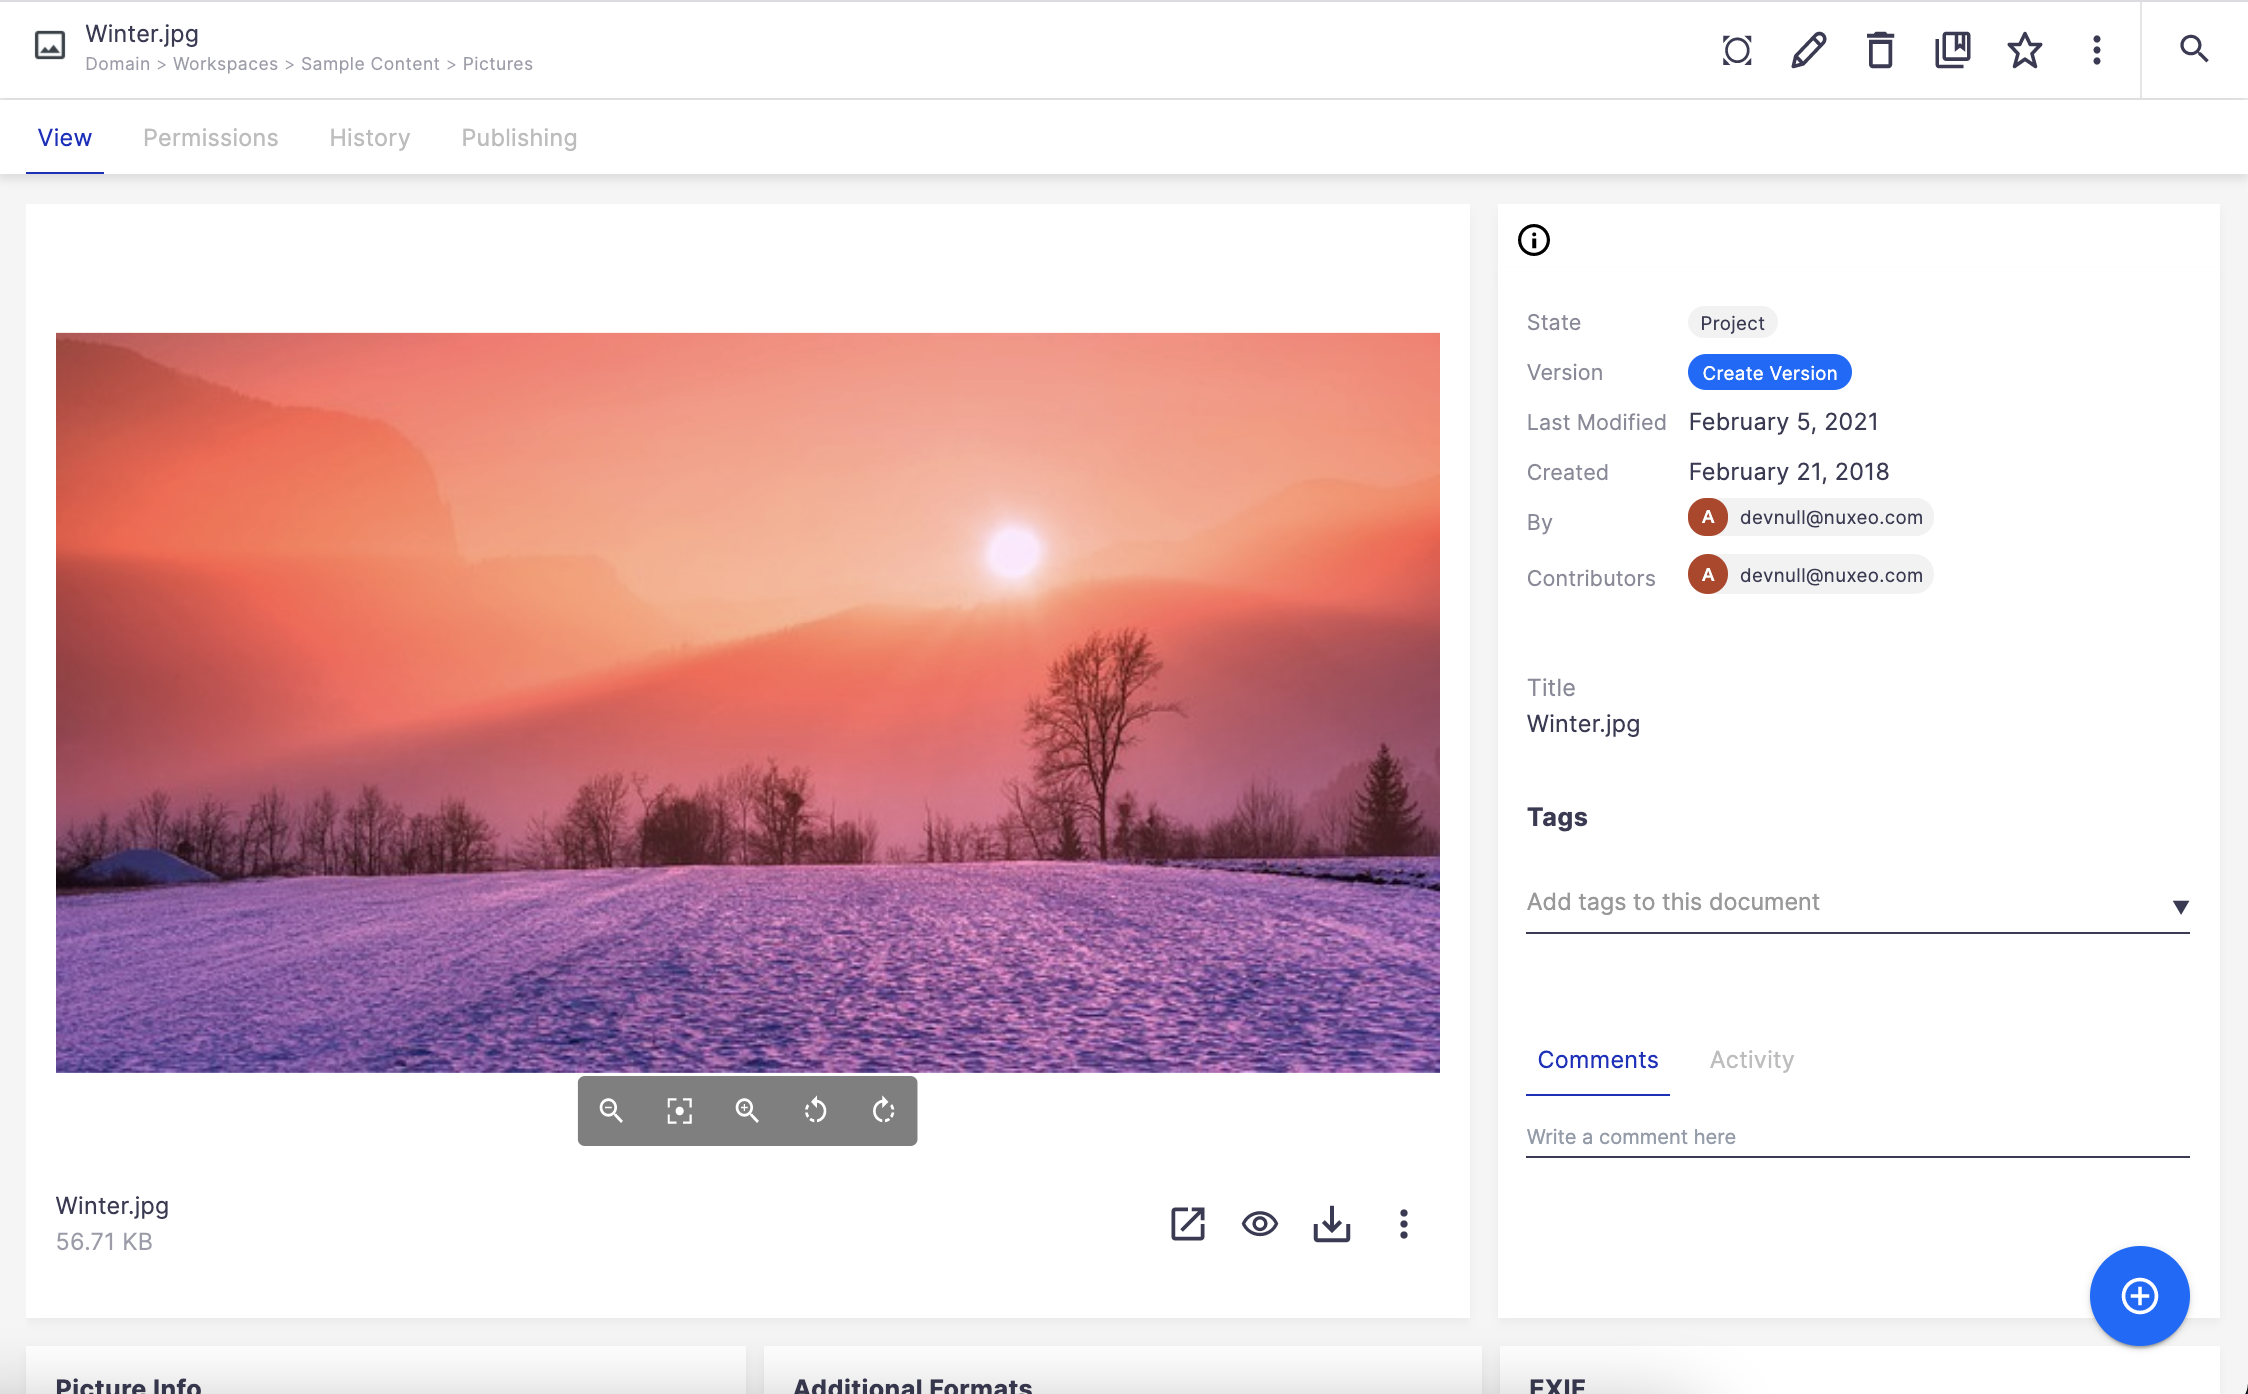 Winter.jpg
Domain > Workspaces > Sample Content > Pictures
View Permissions History Publishing
State Project
Version Create Version
Last Modified February 5, 2021
Created February 21, 2018
By A devnull@nuxeo.com
Contributors A devnull@nuxeo.com
Title
Winter.jpg
Tags
Add tags to this document
Comments Activity
Write a comment here
Winter.jpg
56.71 KB
Picture Info Additional Formats EXIF